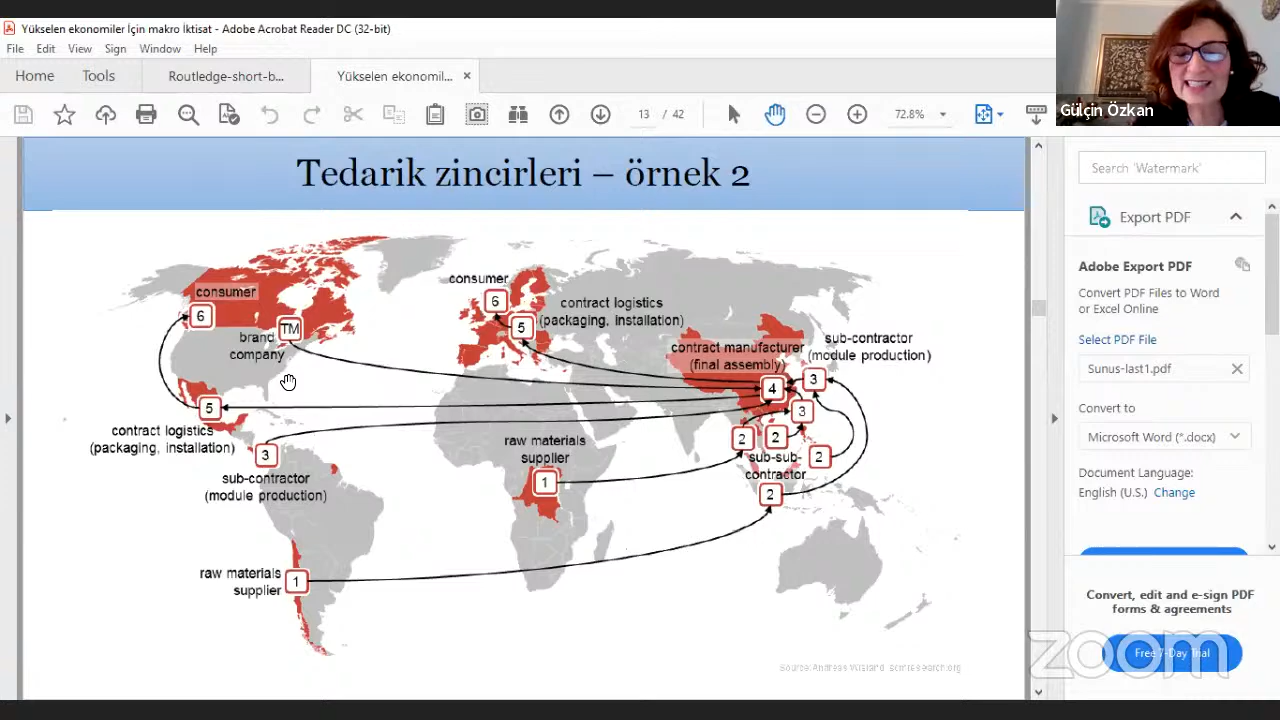 Yükselen ekonomiler İçin makro İktisat - Adobe Acrobat Reader DC (32-bit)
File Edit View Sign Window Help
Home Tools Routledge-short-b... Yükselen ekonomil... ×
13 / 42 72.8%
Gülçin Özkan
Tedarik zincirleri – örnek 2
consumer
6
TM
brand
company
consumer
6
5
contract logistics
(packaging, installation)
contract manufacturer
(final assembly)
4
sub-contractor
(module production)
3
3
5
contract logistics
(packaging, installation)
3
sub-contractor
(module production)
raw materials
supplier
1
2
2
2
sub-sub-
contractor
2
raw materials
supplier
1
Source: Andreas Wieland, scmresearch.org
Search 'Watermark'
Export PDF
Adobe Export PDF
Convert PDF Files to Word
or Excel Online
Select PDF File
Sunus-last1.pdf
Convert to
Microsoft Word (*.docx)
Document Language:
English (U.S.) Change
Convert, edit and e-sign PDF
forms & agreements
Free 7-Day Trial
zoom